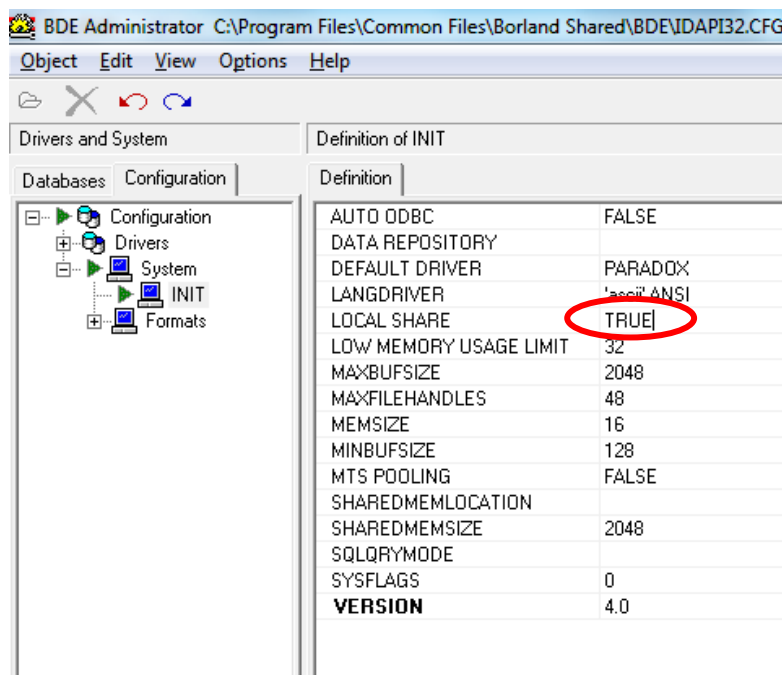 BDE Administrator C:\Program Files\Common Files\Borland Shared\BDE\IDAPI32.CFG
Object Edit View Options Help
Drivers and System
Definition of INIT
Databases Configuration
Definition
Configuration
Drivers
System
INIT
Formats
AUTO ODBC FALSE
DATA REPOSITORY
DEFAULT DRIVER PARADOX
LANGDRIVER 'ascii' ANSI
LOCAL SHARE TRUE
LOW MEMORY USAGE LIMIT 32
MAXBUFSIZE 2048
MAXFILEHANDLES 48
MEMSIZE 16
MINBUFSIZE 128
MTS POOLING FALSE
SHAREDMEMLOCATION
SHAREDMEMSIZE 2048
SQLQRYMODE
SYSFLAGS 0
VERSION 4.0